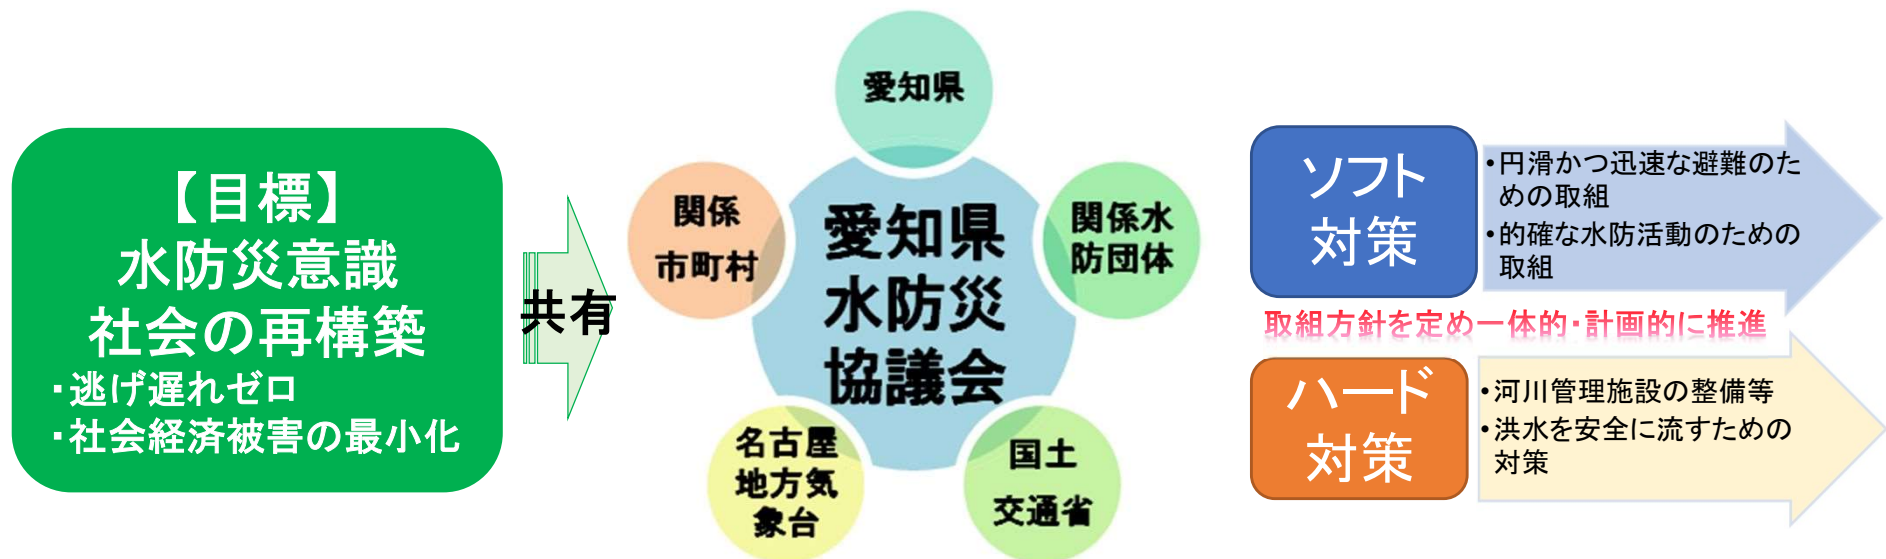 【目標】
水防災意識
社会の再構築
・逃げ遅れゼロ
・社会経済被害の最小化
共有
愛知県
関係
市町村
愛知県
水防災
協議会
関係水
防団体
名古屋
地方気
象台
国土
交通省
ソフト
対策
•円滑かつ迅速な避難のた
めの取組
•的確な水防活動のための
取組
取組方針を定め一体的・計画的に推進
ハード
対策
•河川管理施設の整備等
•洪水を安全に流すための
対策